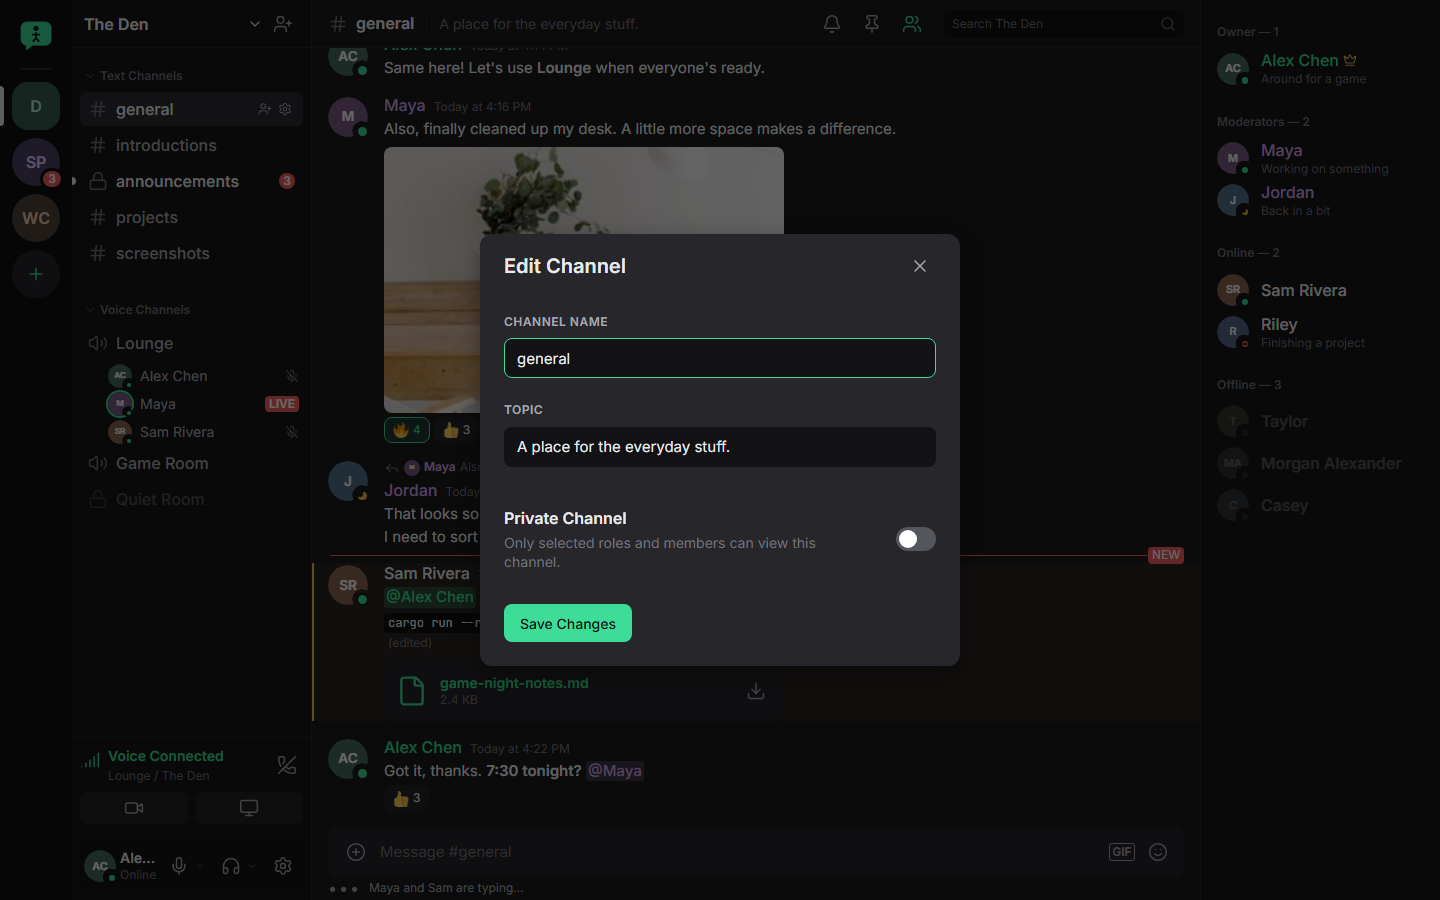 The Den
Text Channels
general
introductions
announcements
3
projects
screenshots
Voice Channels
Lounge
AC
Alex Chen
M
Maya
LIVE
SR
Sam Rivera
Game Room
Quiet Room
D
SP
3
WC
Voice Connected
Lounge / The Den
AC
Ale...
Online
general
A place for the everyday stuff.
Search The Den
AC
Same here! Let's use Lounge when everyone's ready.
M
Maya
Today at 4:16 PM
Also, finally cleaned up my desk. A little more space makes a difference.
4
3
J
M
Maya
Jordan
Today
That looks so
I need to sort
NEW
SR
Sam Rivera
@Alex Chen
cargo run
(edited)
game-night-notes.md
2.4 KB
AC
Alex Chen
Today at 4:22 PM
Got it, thanks. 7:30 tonight? @Maya
3
Message #general
GIF
Maya and Sam are typing...
Edit Channel
CHANNEL NAME
general
TOPIC
A place for the everyday stuff.
Private Channel
Only selected roles and members can view this
channel.
Save Changes
Owner — 1
AC
Alex Chen
Around for a game
Moderators — 2
M
Maya
Working on something
J
Jordan
Back in a bit
Online — 2
SR
Sam Rivera
R
Riley
Finishing a project
Offline — 3
T
Taylor
MA
Morgan Alexander
C
Casey